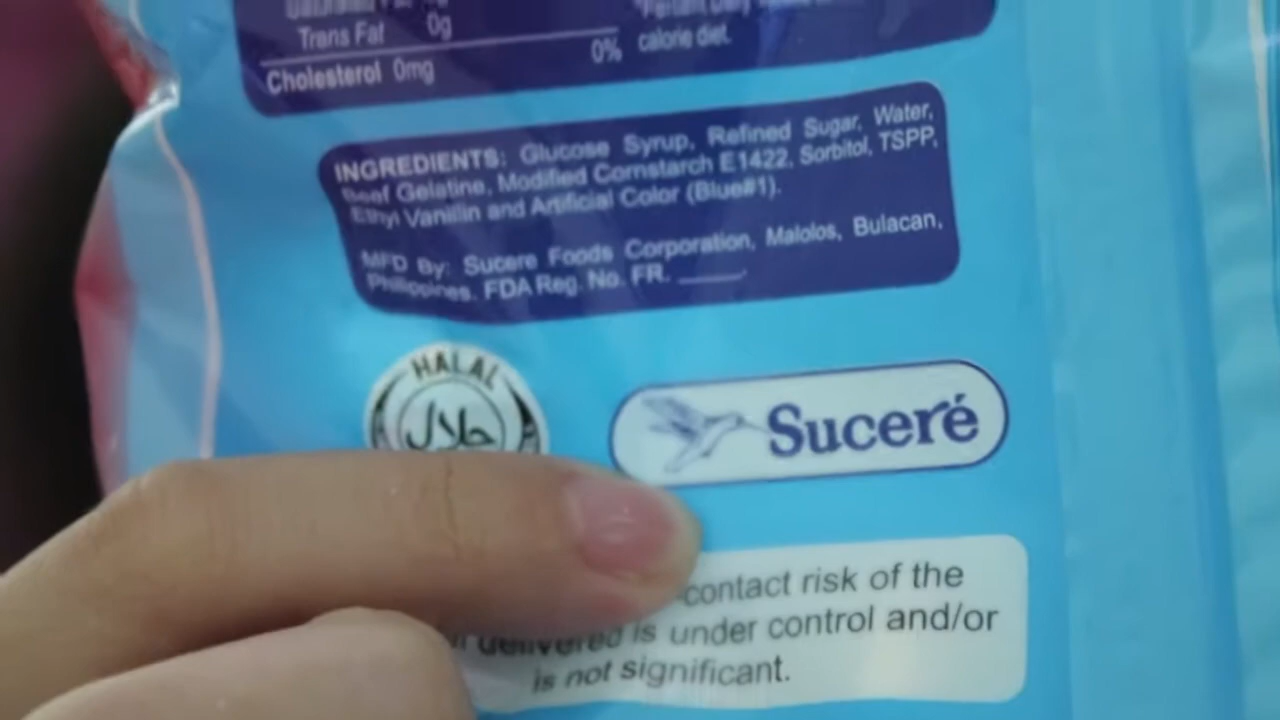 Trans Fat 0g
calorie diet.
Cholesterol 0mg 0%
INGREDIENTS: Glucose Syrup, Refined Sugar, Water,
Beef Gelatine, Modified Cornstarch E1422, Sorbitol, TSPP,
Ethyl Vanillin and Artificial Color (Blue#1).
MFD By: Sucere Foods Corporation, Malolos, Bulacan,
Philippines. FDA Reg. No. FR. _____.
HALAL
حلال
Suceré
contact risk of the
delivered is under control and/or
is not significant.